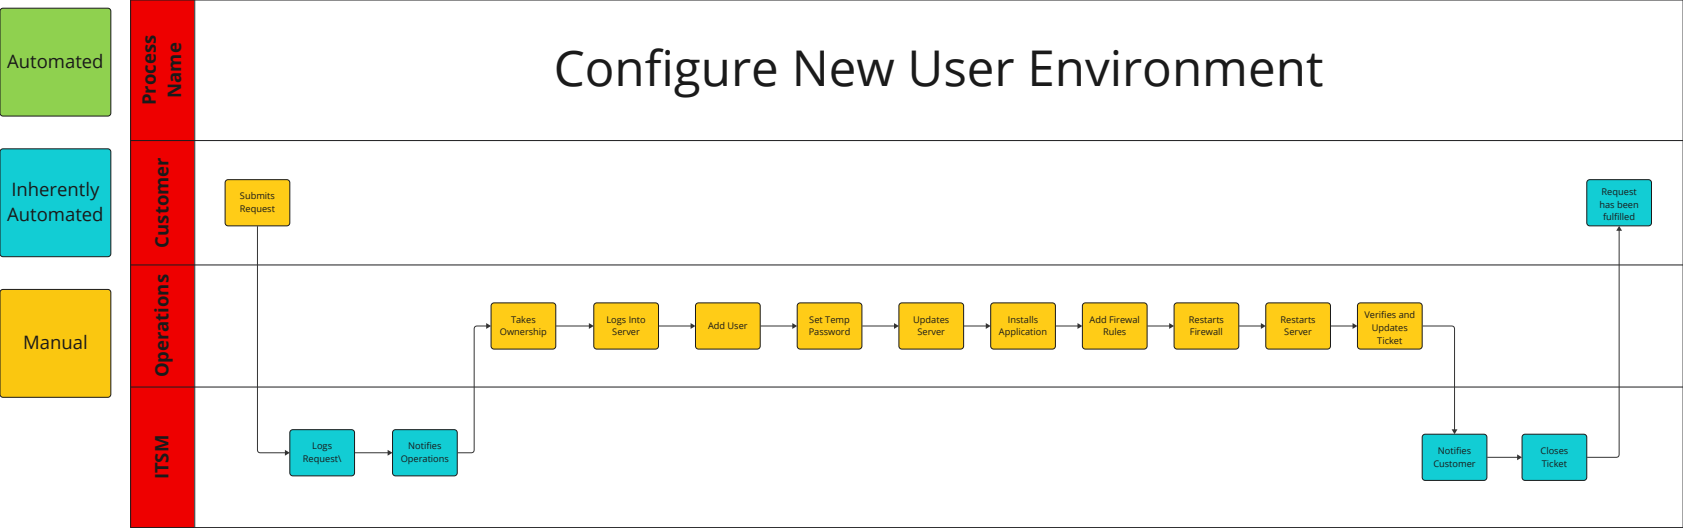 Automated
Inherently
Automated
Manual
Process
Name
Configure New User Environment
Customer
Submits
Request
Request
has been
fulfilled
Operations
Takes
Ownership
Logs Into
Server
Add User
Set Temp
Password
Updates
Server
Installs
Application
Add Firewal
Rules
Restarts
Firewall
Restarts
Server
Verifies and
Updates
Ticket
ITSM
Logs
Request\
Notifies
Operations
Notifies
Customer
Closes
Ticket